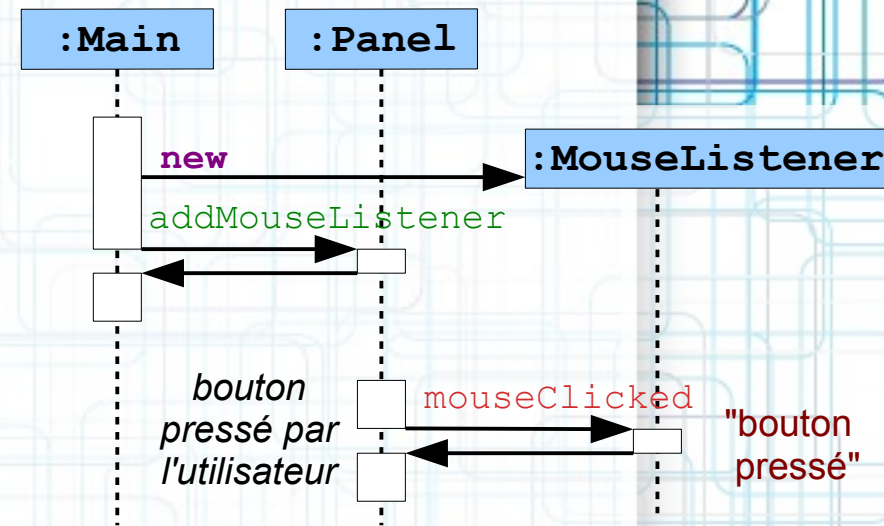 :Main
:Panel
new
:MouseListener
addMouseListener
bouton
pressé par
l'utilisateur
mouseClicked
"bouton
pressé"